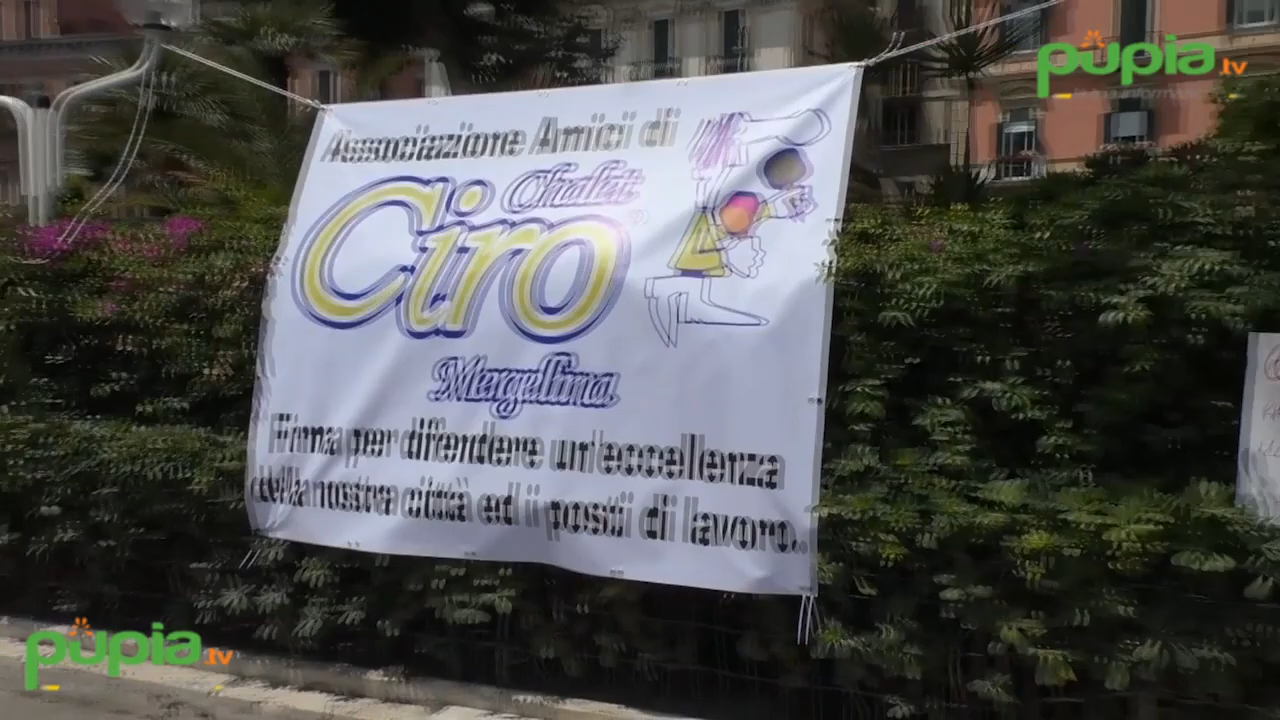 pupia.tv
Associazione Amici di
Chalet
Ciro
Mergellina
Firma per difendere un'eccellenza
della nostra città ed i posti di lavoro..
pupia.tv